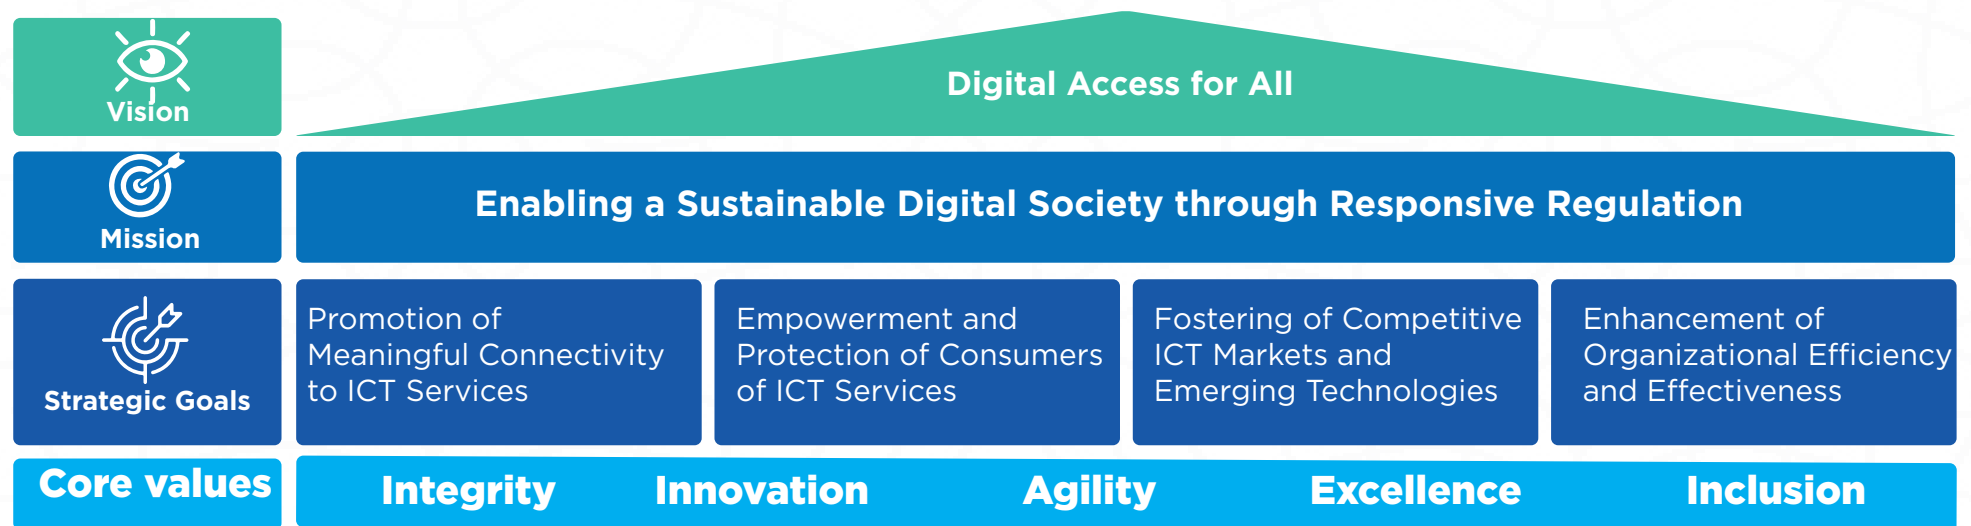 Vision
Digital Access for All
Mission
Enabling a Sustainable Digital Society through Responsive Regulation
Strategic Goals
Promotion of
Meaningful Connectivity
to ICT Services
Empowerment and
Protection of Consumers
of ICT Services
Fostering of Competitive
ICT Markets and
Emerging Technologies
Enhancement of
Organizational Efficiency
and Effectiveness
Core values
Integrity Innovation Agility Excellence Inclusion